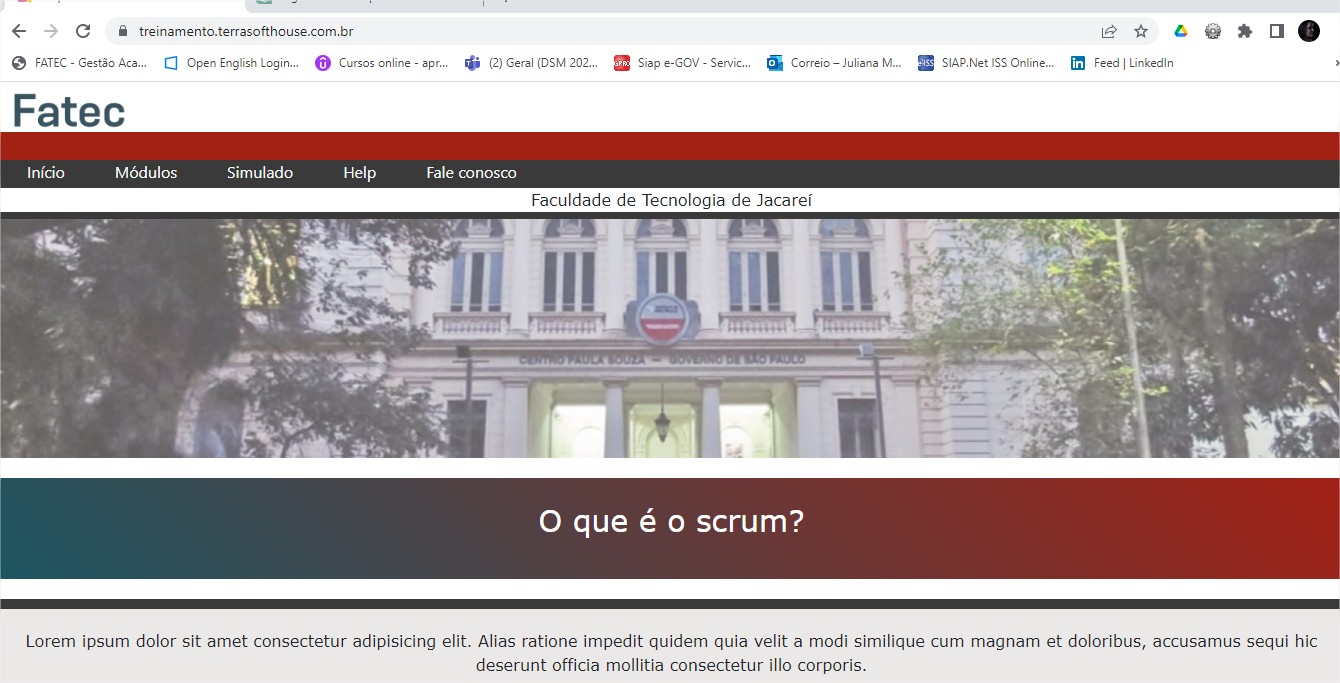 treinamento.terrasofthouse.com.br
FATEC - Gestão Aca... Open English Login... Cursos online - apr... (2) Geral (DSM 202... Siap e-GOV - Servic... Correio – Juliana M... SIAP.Net ISS Online... Feed | LinkedIn
Fatec
Início Módulos Simulado Help Fale conosco
Faculdade de Tecnologia de Jacareí
CENTRO PAULA SOUZA — GOVERNO DE SÃO PAULO
O que é o scrum?
Lorem ipsum dolor sit amet consectetur adipisicing elit. Alias ratione impedit quidem quia velit a modi similique cum magnam et doloribus, accusamus sequi hic
deserunt officia mollitia consectetur illo corporis.